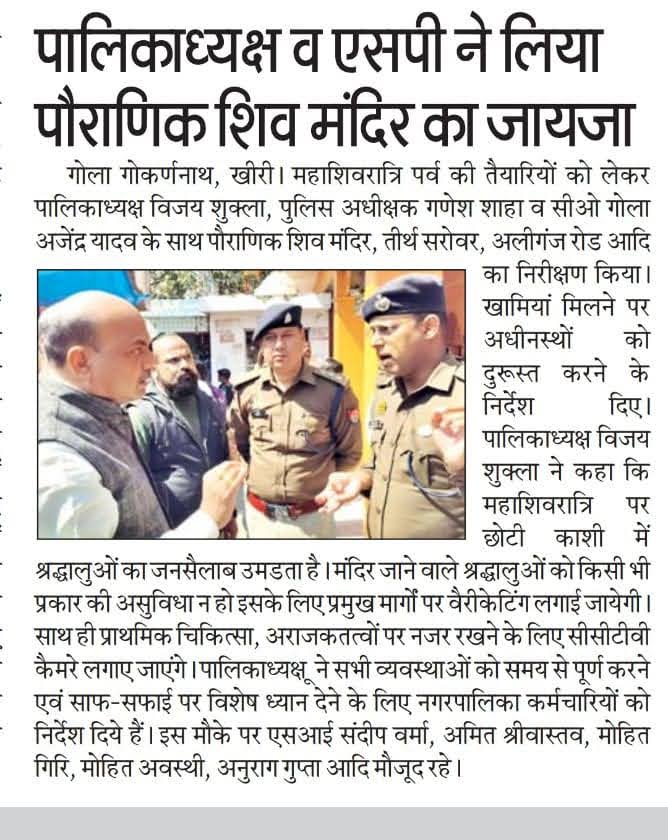 पालिकाध्यक्ष व एसपी ने लिया
पौराणिक शिव मंदिर का जायजा
गोला गोकर्णनाथ, खीरी। महाशिवरात्रि पर्व की तैयारियों को लेकर
पालिकाध्यक्ष विजय शुक्ला, पुलिस अधीक्षक गणेश शाहा व सीओ गोला
अजेंद्र यादव के साथ पौराणिक शिव मंदिर, तीर्थ सरोवर, अलीगंज रोड आदि
का निरीक्षण किया।
खामियां मिलने पर
अधीनस्थों को
दुरूस्त करने के
निर्देश दिए।
पालिकाध्यक्ष विजय
शुक्ला ने कहा कि
महाशिवरात्रि पर
छोटी काशी में
श्रद्धालुओं का जनसैलाब उमडता है। मंदिर जाने वाले श्रद्धालुओं को किसी भी
प्रकार की असुविधा न हो इसके लिए प्रमुख मार्गों पर वैरीकेटिंग लगाई जायेगी।
साथ ही प्राथमिक चिकित्सा, अराजकतत्वों पर नजर रखने के लिए सीसीटीवी
कैमरे लगाए जाएंगे। पालिकाध्यक्ष ने सभी व्यवस्थाओं को समय से पूर्ण करने
एवं साफ-सफाई पर विशेष ध्यान देने के लिए नगरपालिका कर्मचारियों को
निर्देश दिये हैं। इस मौके पर एसआई संदीप वर्मा, अमित श्रीवास्तव, मोहित
गिरि, मोहित अवस्थी, अनुराग गुप्ता आदि मौजूद रहे।